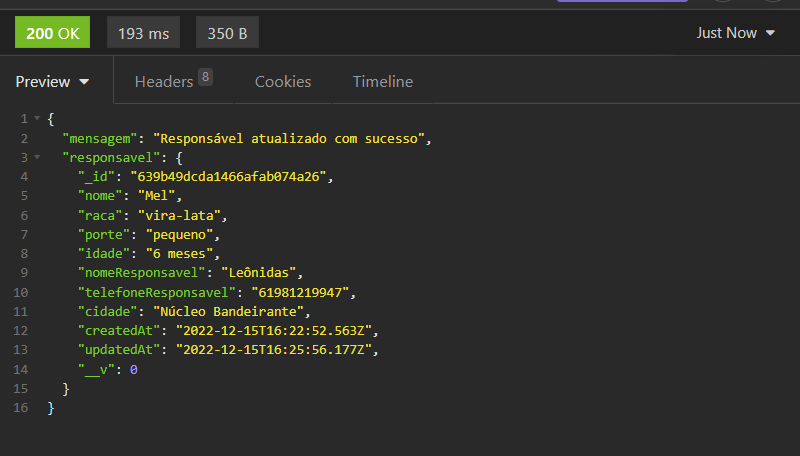 200 OK 193 ms 350 B Just Now
Preview Headers 8 Cookies Timeline
1 {
2 "mensagem": "Responsável atualizado com sucesso",
3 "responsavel": {
4 "_id": "639b49dcda1466afab074a26",
5 "nome": "Mel",
6 "raca": "vira-lata",
7 "porte": "pequeno",
8 "idade": "6 meses",
9 "nomeResponsavel": "Leônidas",
10 "telefoneResponsavel": "61981219947",
11 "cidade": "Núcleo Bandeirante",
12 "createdAt": "2022-12-15T16:22:52.563Z",
13 "updatedAt": "2022-12-15T16:25:56.177Z",
14 "__v": 0
15 }
16 }